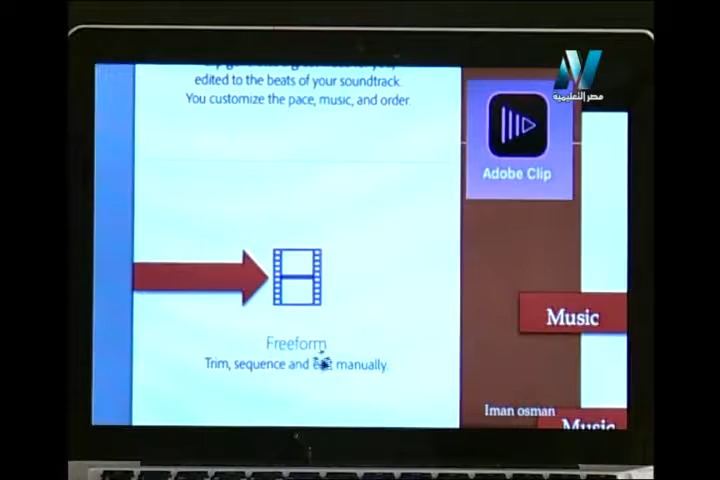 edited to the beats of your soundtrack.
You customize the pace, music, and order.
Freeform
Trim, sequence and manually.
مصر التعليمية
Adobe Clip
Music
Iman osman
Music